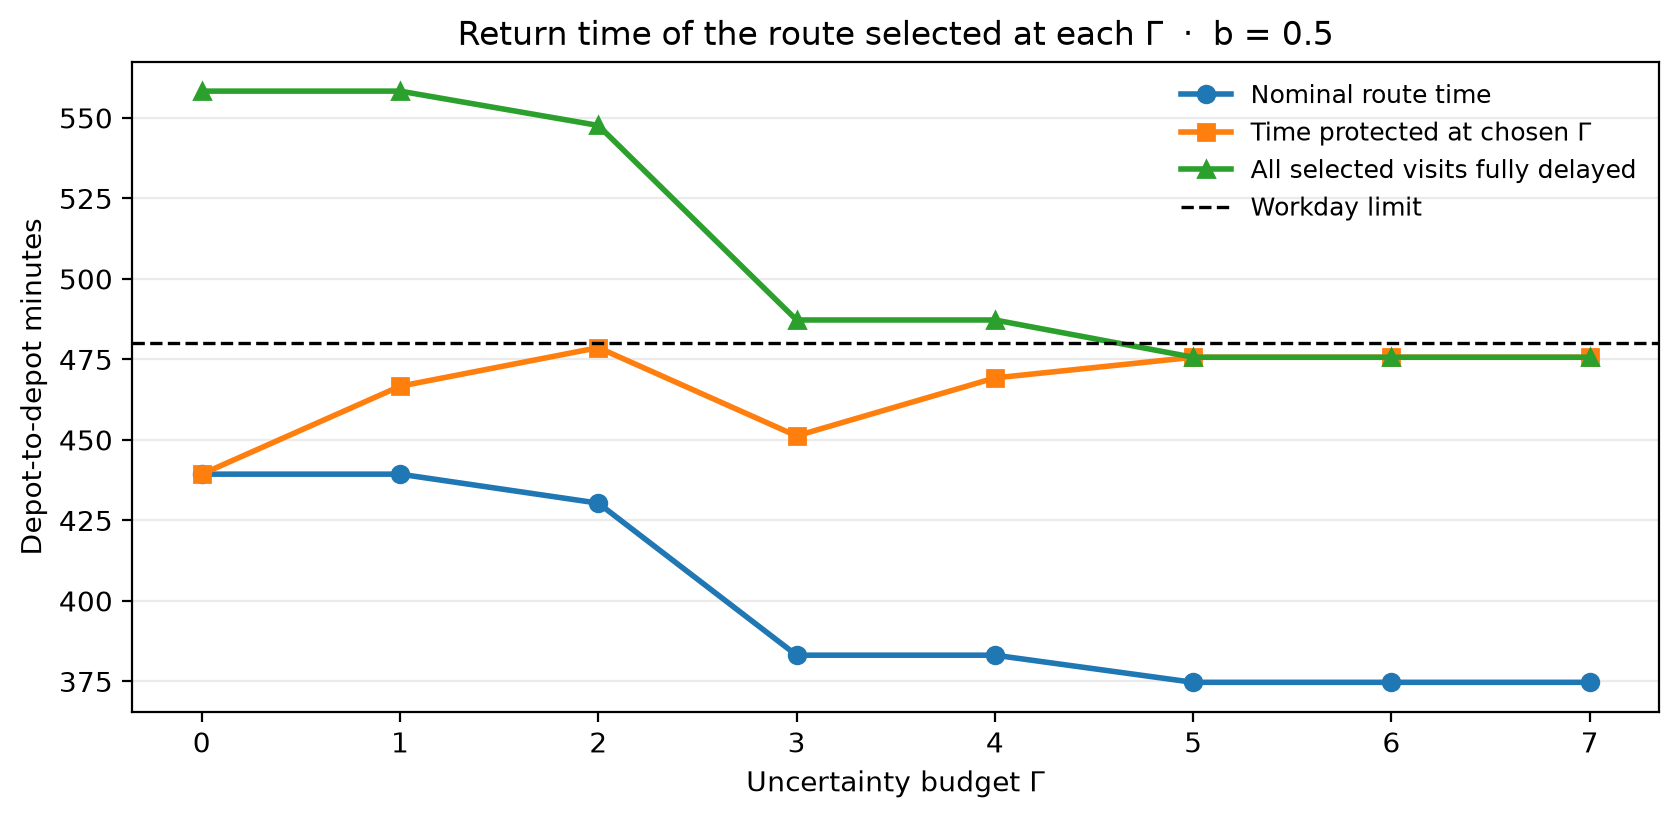 Return time of the route selected at each Γ · b = 0.5
Nominal route time
Time protected at chosen Γ
All selected visits fully delayed
Workday limit
Depot-to-depot minutes
550
525
500
475
450
425
400
375
0 1 2 3 4 5 6 7
Uncertainty budget Γ